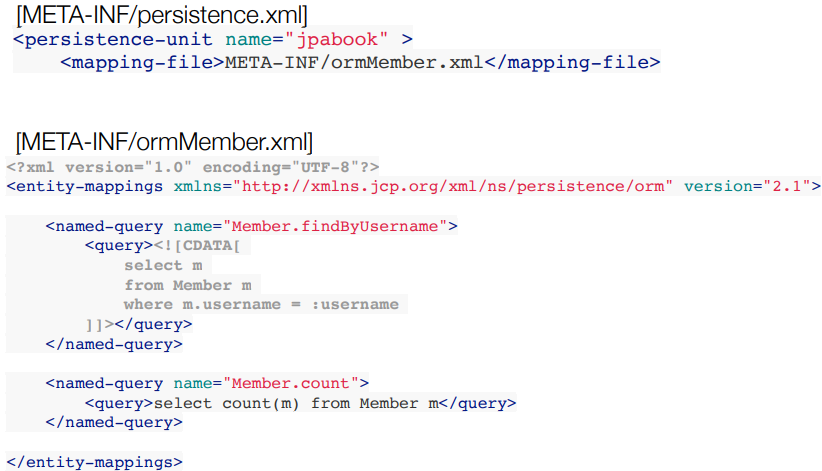 [META-INF/persistence.xml]
<persistence-unit name="jpabook" >
    <mapping-file>META-INF/ormMember.xml</mapping-file>
[META-INF/ormMember.xml]
<?xml version="1.0" encoding="UTF-8"?>
<entity-mappings xmlns="http://xmlns.jcp.org/xml/ns/persistence/orm" version="2.1">
    <named-query name="Member.findByUsername">
        <query><![CDATA[
            select m
            from Member m
            where m.username = :username
        ]]></query>
    </named-query>
    <named-query name="Member.count">
        <query>select count(m) from Member m</query>
    </named-query>
</entity-mappings>